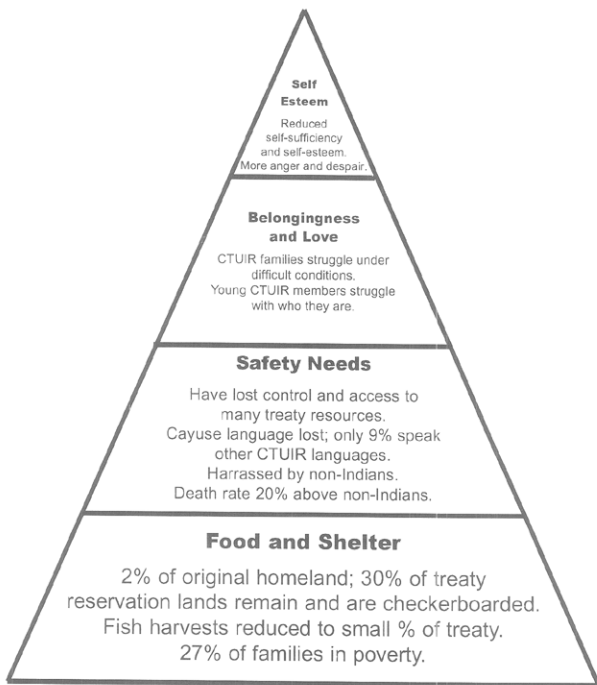 Self
Esteem
Reduced
self-sufficiency
and self-esteem.
More anger and despair.
Belongingness
and Love
CTUIR families struggle under
difficult conditions.
Young CTUIR members struggle
with who they are.
Safety Needs
Have lost control and access to
many treaty resources.
Cayuse language lost; only 9% speak
other CTUIR languages.
Harrassed by non-Indians.
Death rate 20% above non-Indians.
Food and Shelter
2% of original homeland; 30% of treaty
reservation lands remain and are checkerboarded.
Fish harvests reduced to small % of treaty.
27% of families in poverty.